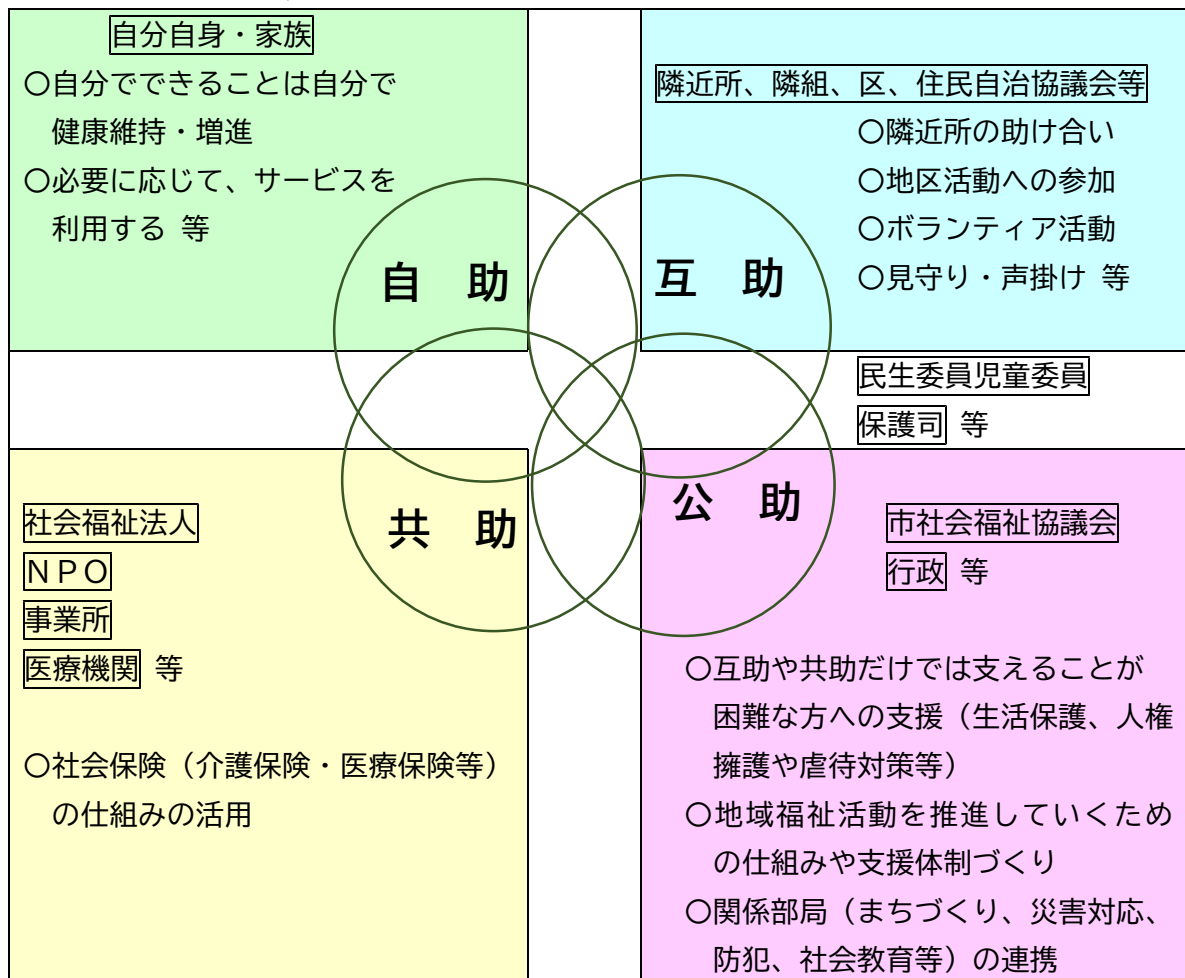 自分自身・家族
〇自分でできることは自分で
健康維持・増進
〇必要に応じて、サービスを
利用する 等
自 助
隣近所、隣組、区、住民自治協議会等
〇隣近所の助け合い
〇地区活動への参加
〇ボランティア活動
〇見守り・声掛け 等
互 助
民生委員児童委員
保護司 等
社会福祉法人
ＮＰＯ
事業所
医療機関 等
共 助
〇社会保険（介護保険・医療保険等）
の仕組みの活用
公 助
市社会福祉協議会
行政 等
〇互助や共助だけでは支えることが
困難な方への支援（生活保護、人権
擁護や虐待対策等）
〇地域福祉活動を推進していくため
の仕組みや支援体制づくり
〇関係部局（まちづくり、災害対応、
防犯、社会教育等）の連携